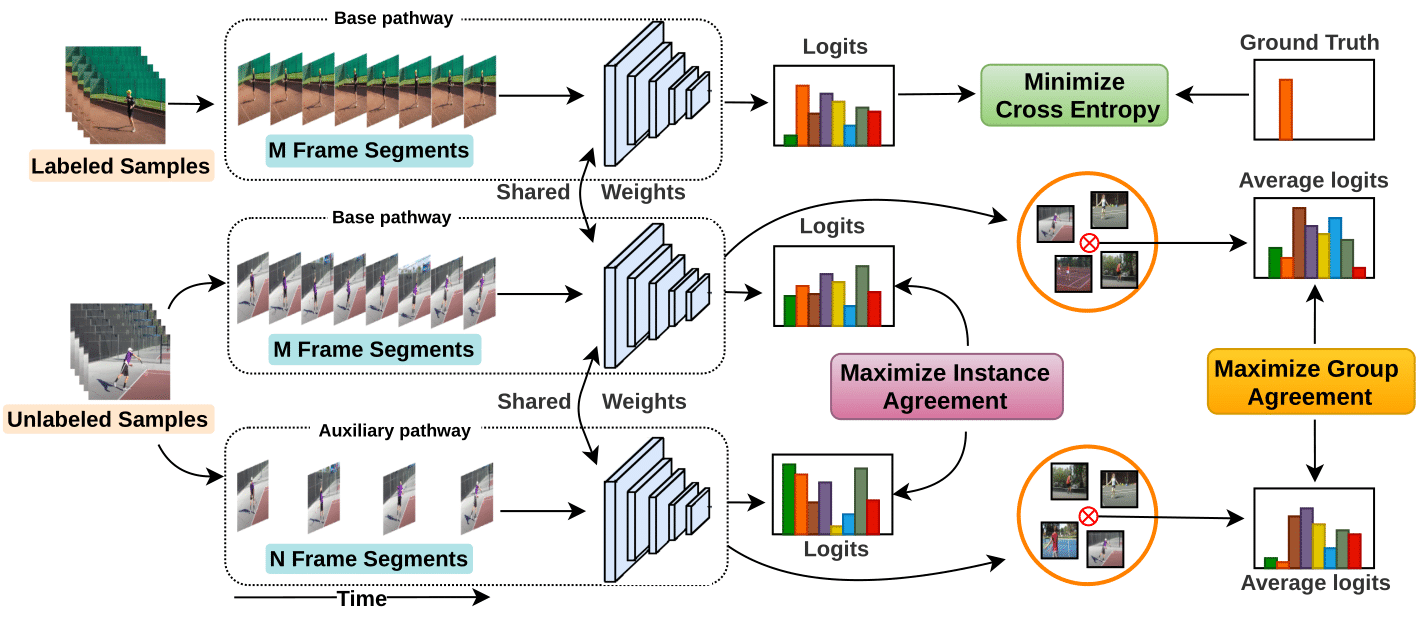 Base pathway
Logits
Ground Truth
Minimize
Cross Entropy
M Frame Segments
Labeled Samples
Shared Weights
Average logits
Base pathway
Logits
M Frame Segments
Maximize Instance
Agreement
Maximize Group
Agreement
Unlabeled Samples
Shared Weights
Auxiliary pathway
N Frame Segments
Logits
Average logits
Time